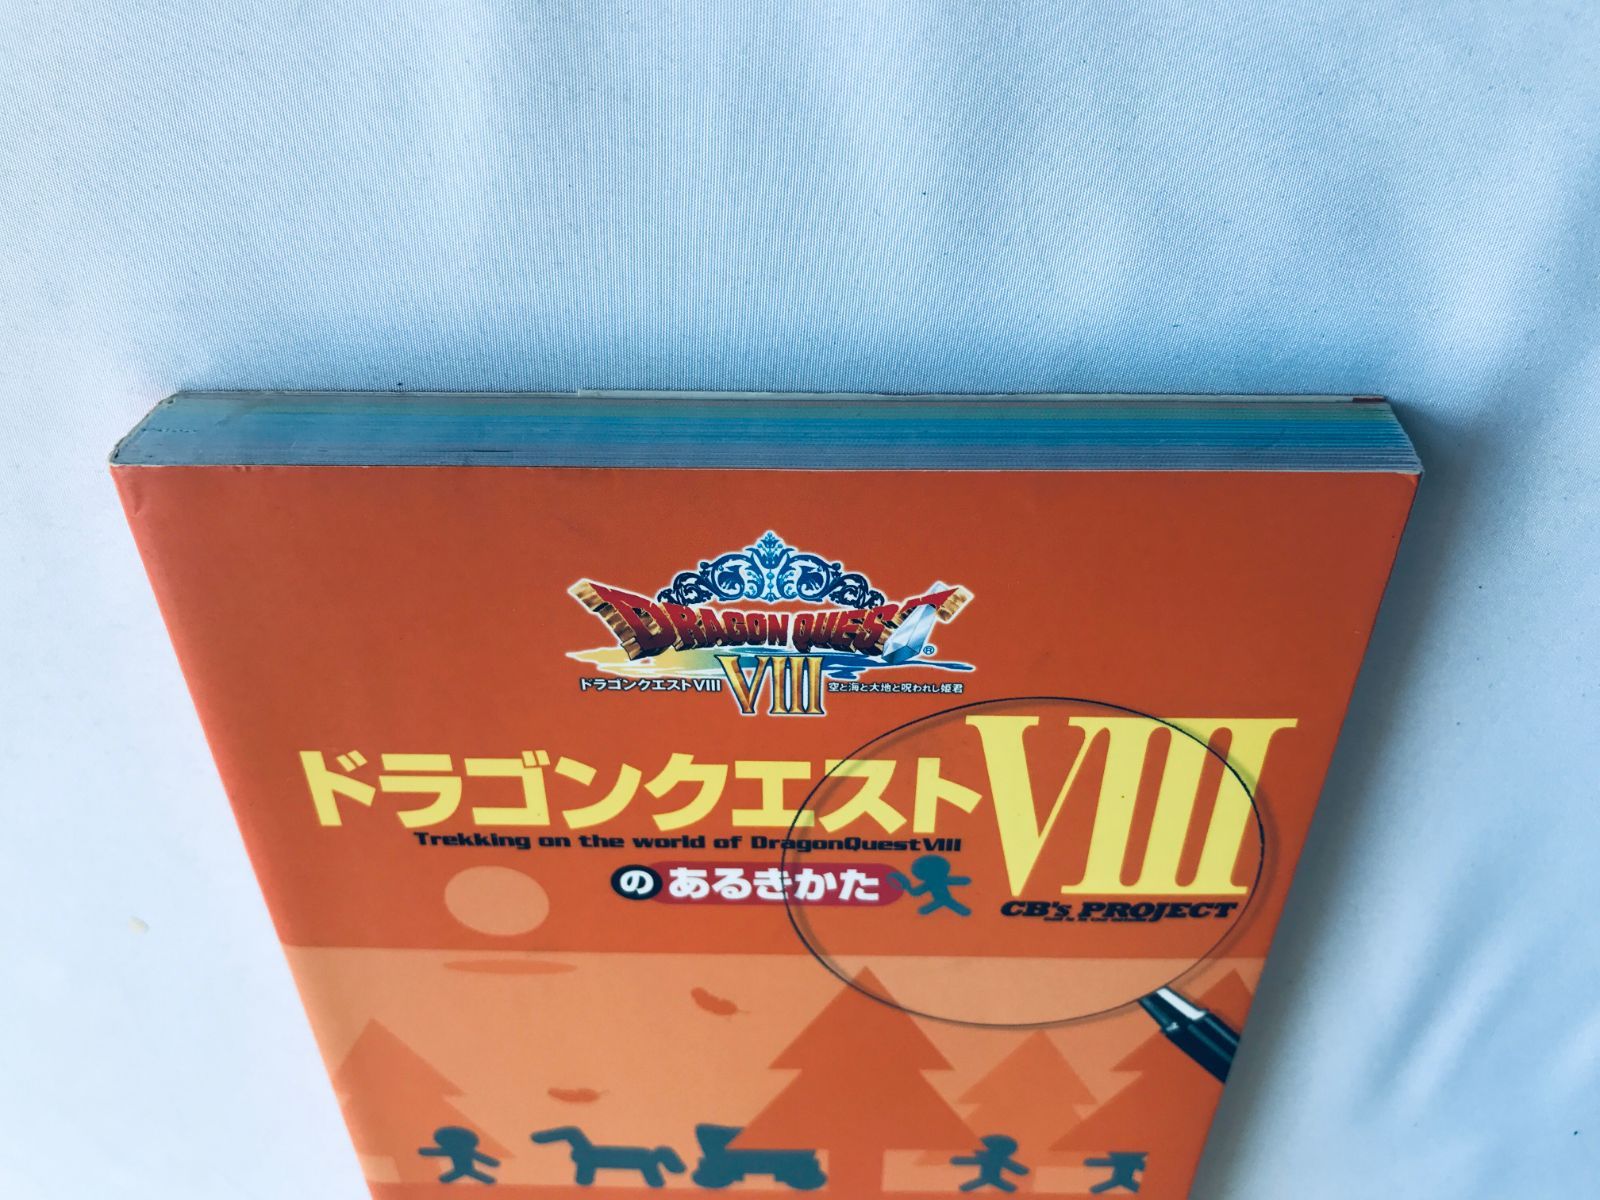 DRAGON QUEST
VIII
®
ドラゴンクエストVIII
空と海と大地と呪われし姫君
ドラゴンクエストVIII
Trekking on the world of DragonQuestVIII
のあるきかた
CB's PROJECT